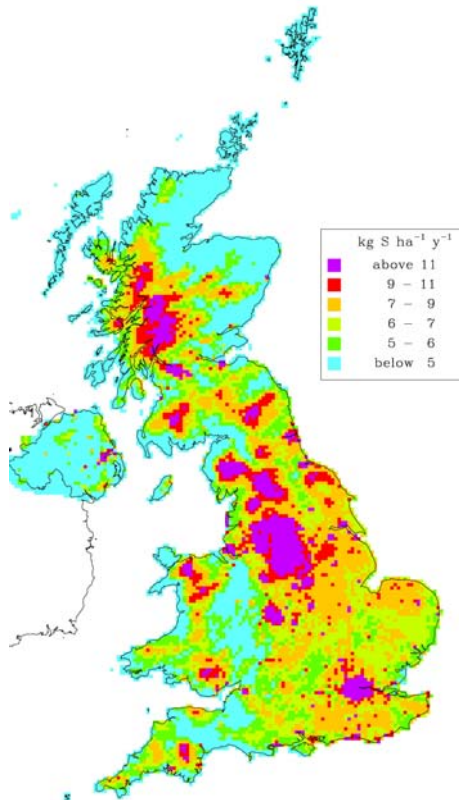 kg S ha⁻¹ y⁻¹
above 11
9 – 11
7 – 9
6 – 7
5 – 6
below 5